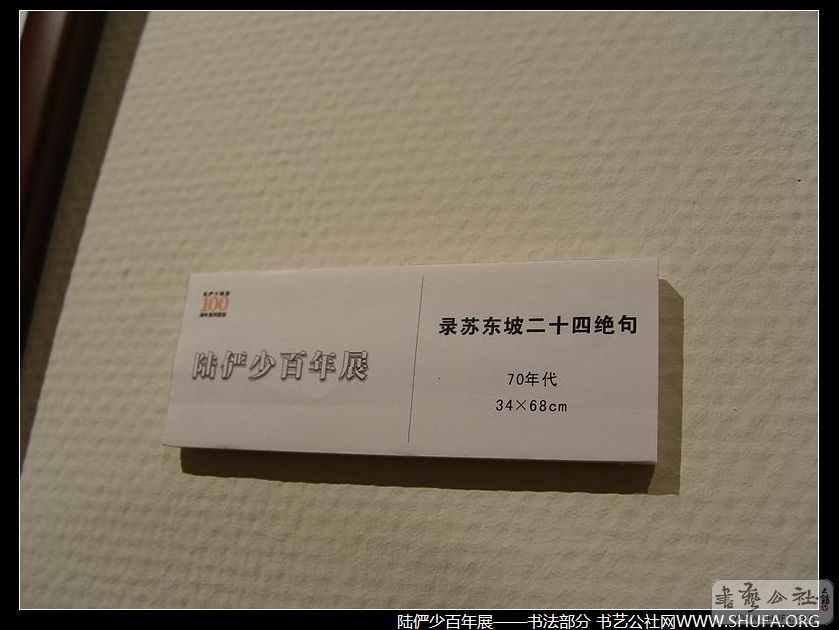 100
陆俨少百年展
录苏东坡二十四绝句
70年代
34×68cm
书艺公社
陆俨少百年展——书法部分 书艺公社网WWW.SHUFA.ORG